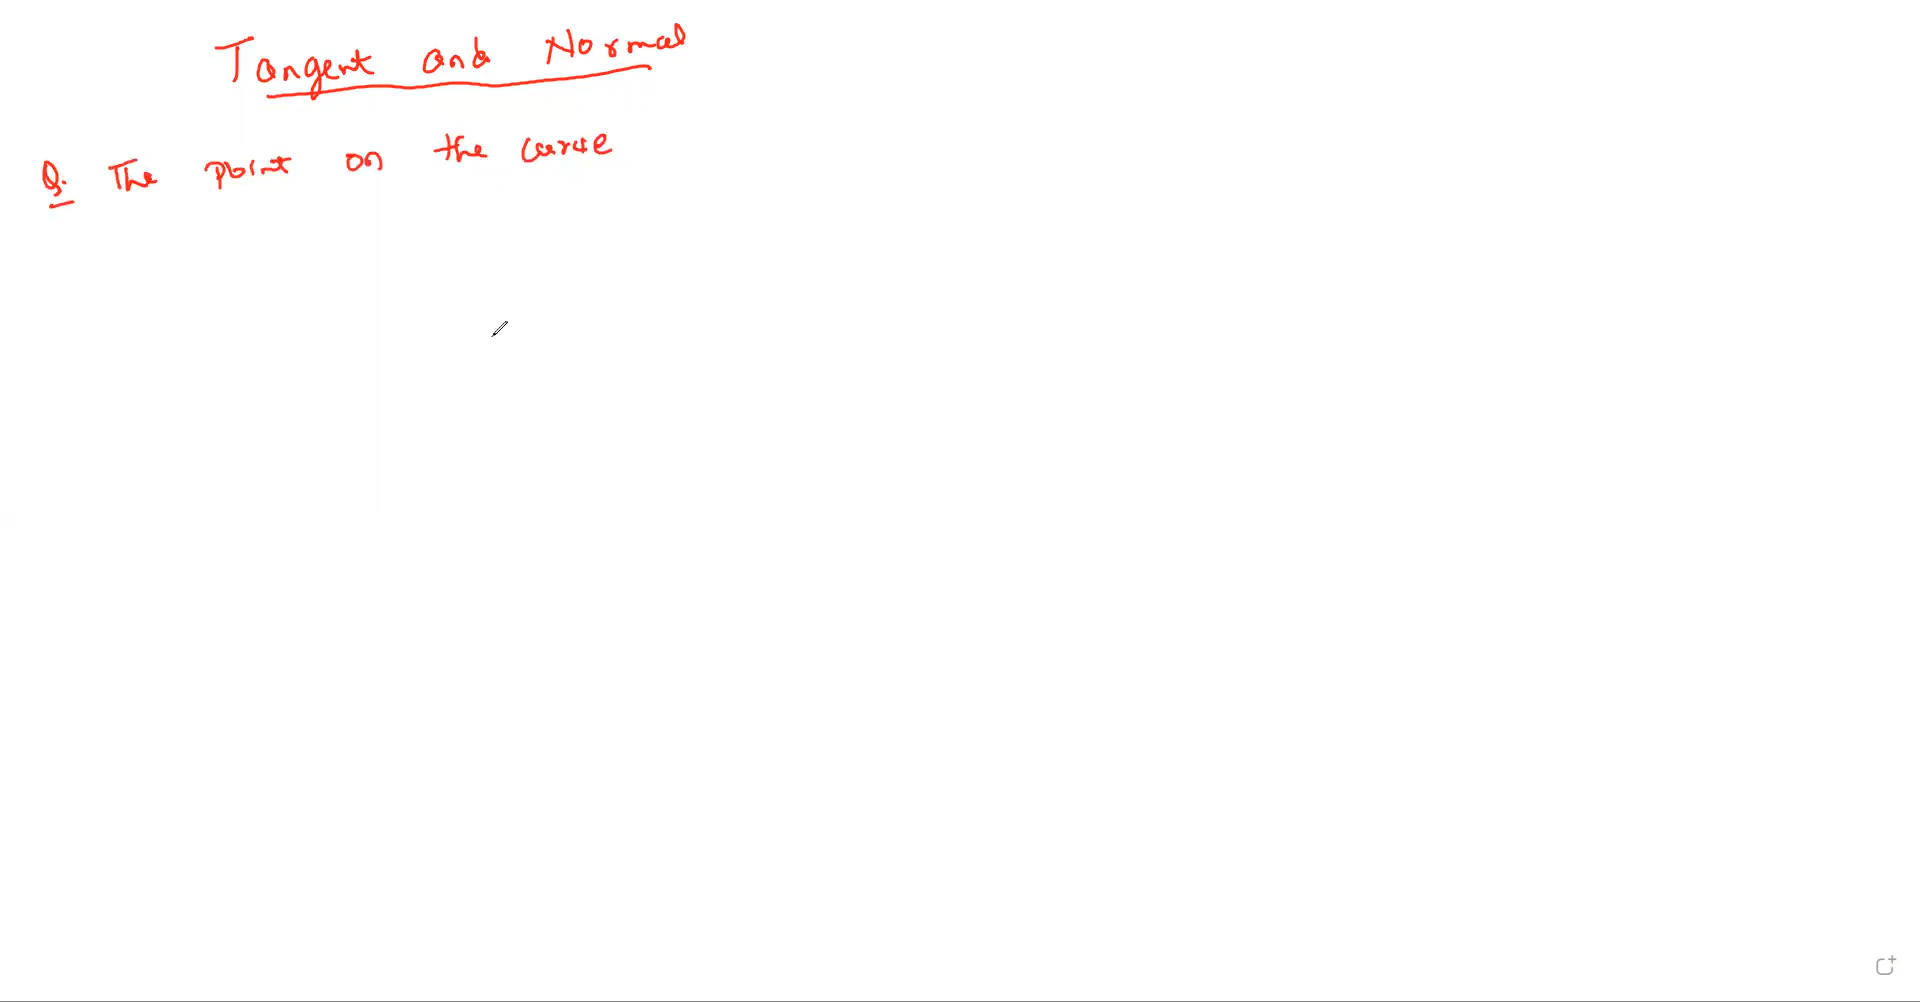 Tangent and Normal
Q. The point on the curve